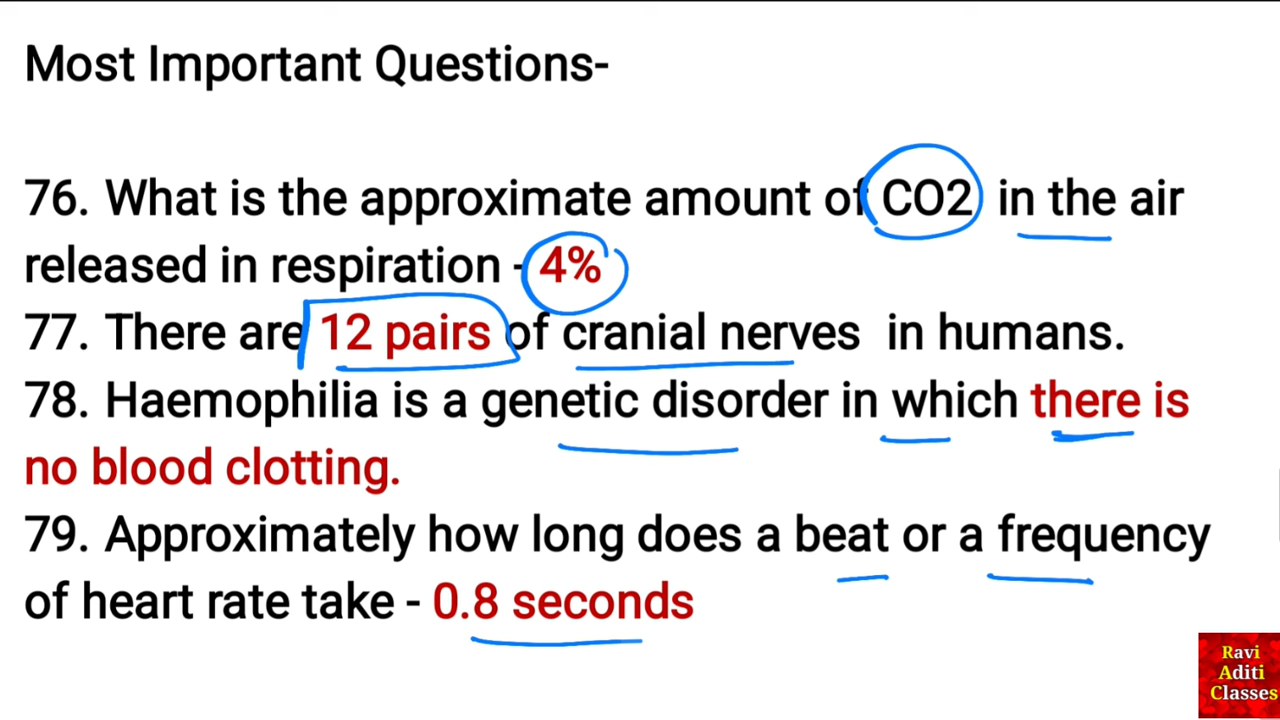 Most Important Questions-
76. What is the approximate amount of CO2 in the air
released in respiration - 4%
77. There are 12 pairs of cranial nerves in humans.
78. Haemophilia is a genetic disorder in which there is
no blood clotting.
79. Approximately how long does a beat or a frequency
of heart rate take - 0.8 seconds
Ravi
Aditi
Classes